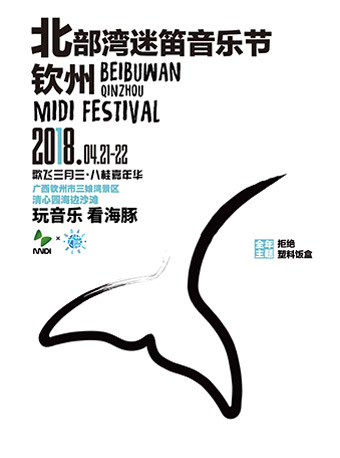 北部湾迷笛音乐节
钦州 BEIBUWAN
QINZHOU
MIDI FESTIVAL
2018.04.21-22
歌飞三月三·八桂嘉年华
广西钦州市三娘湾景区
清心园海边沙滩
玩音乐 看海豚
MIDI ×
全年主题 拒绝
塑料饭盒